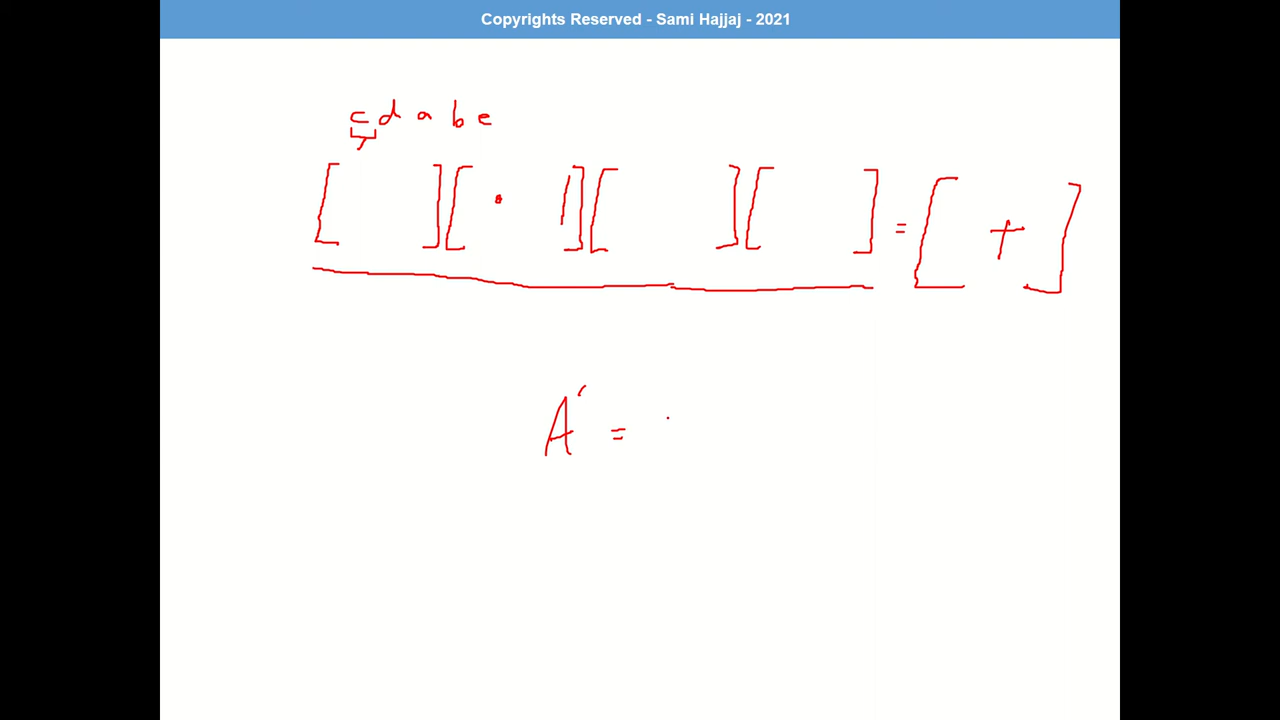 Copyrights Reserved - Sami Hajjaj - 2021
c d a b e
[ ] [ · ] [ ] [ ] = [ + ]
A' =